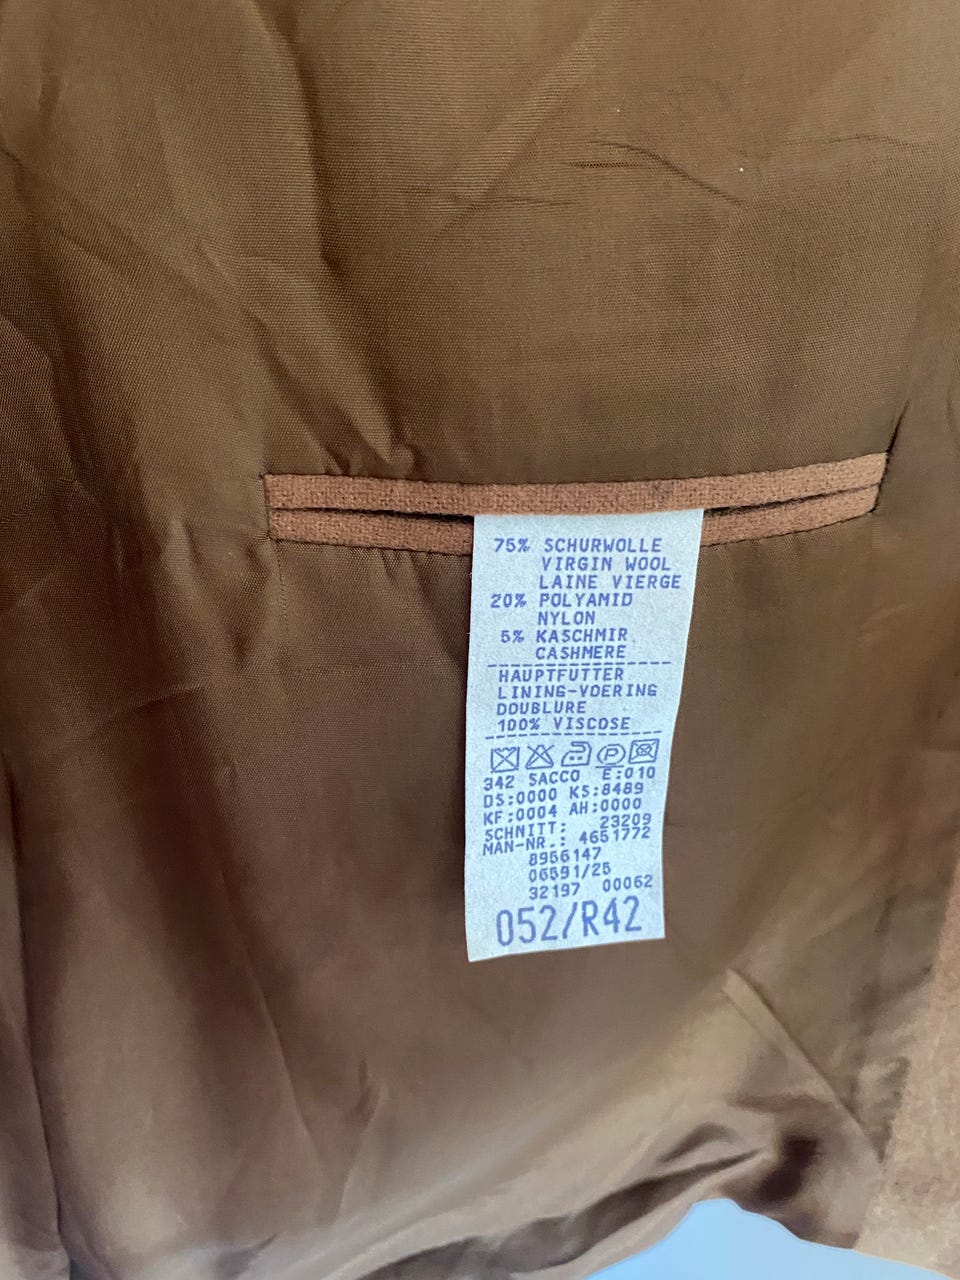 75% SCHURWOLLE
VIRGIN WOOL
LAINE VIERGE
20% POLYAMID
NYLON
5% KASCHMIR
CASHMERE
HAUPTFUTTER
LINING-VOERING
DOUBLURE
100% VISCOSE
P
342 SACCO E:010
DS:0000 KS:8489
KF:0004 AH:0000
SCHNITT: 23209
MAN-NR.: 4651772
8956147
06591/25
32197 00062
052/R42